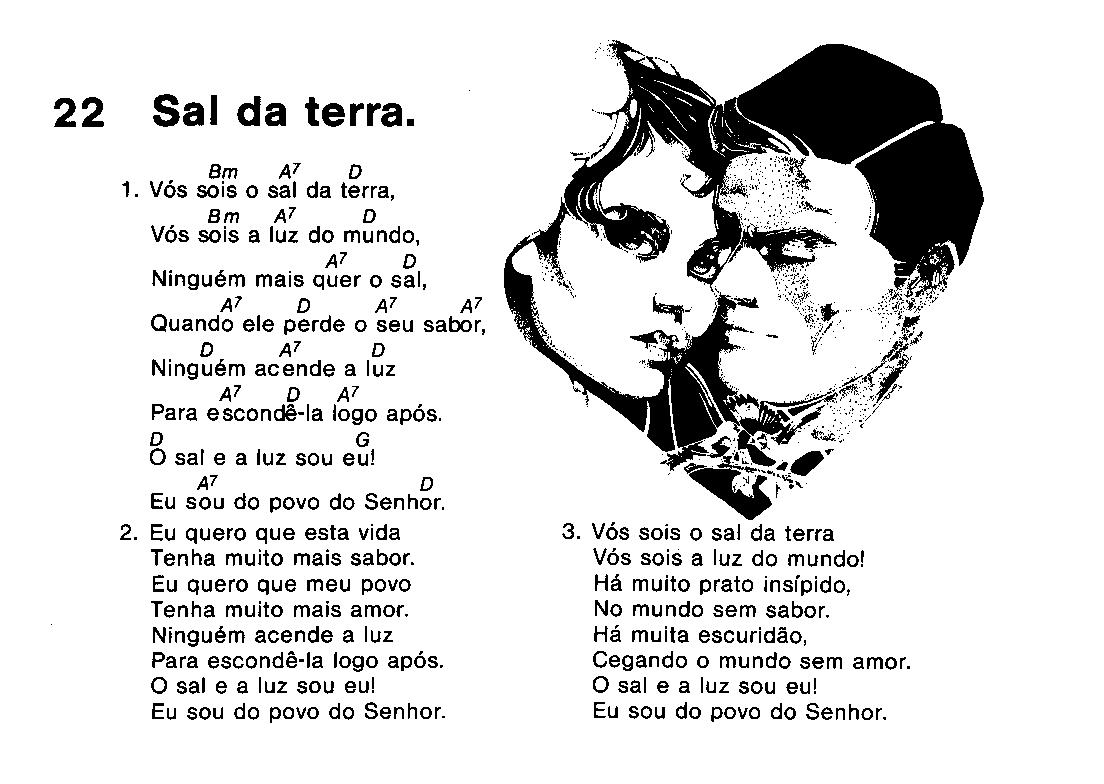 22 Sal da terra.
Bm A7 D
1. Vós sois o sal da terra,
Bm A7 D
Vós sois a luz do mundo,
A7 D
Ninguém mais quer o sal,
A7 D A7 A7
Quando ele perde o seu sabor,
D A7 D
Ninguém acende a luz
A7 D A7
Para escondê-la logo após.
D G
O sal e a luz sou eu!
A7 D
Eu sou do povo do Senhor.
2. Eu quero que esta vida
Tenha muito mais sabor.
Eu quero que meu povo
Tenha muito mais amor.
Ninguém acende a luz
Para escondê-la logo após.
O sal e a luz sou eu!
Eu sou do povo do Senhor.
3. Vós sois o sal da terra
Vós sois a luz do mundo!
Há muito prato insípido,
No mundo sem sabor.
Há muita escuridão,
Cegando o mundo sem amor.
O sal e a luz sou eu!
Eu sou do povo do Senhor.